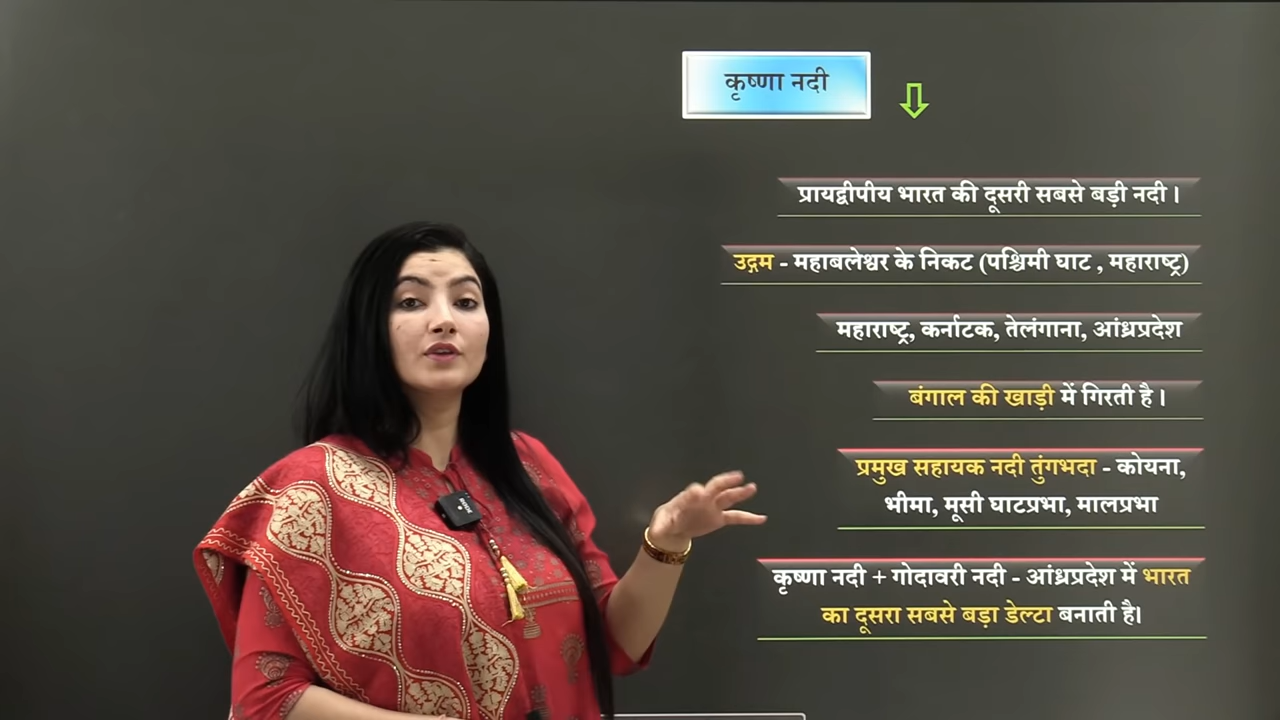 कृष्णा नदी
प्रायद्वीपीय भारत की दूसरी सबसे बड़ी नदी ।
उद्गम - महाबलेश्वर के निकट (पश्चिमी घाट , महाराष्ट्र)
महाराष्ट्र, कर्नाटक, तेलंगाना, आंध्रप्रदेश
बंगाल की खाड़ी में गिरती है ।
प्रमुख सहायक नदी तुंगभदा - कोयना,
भीमा, मूसी घाटप्रभा, मालप्रभा
कृष्णा नदी + गोदावरी नदी - आंध्रप्रदेश में भारत
का दूसरा सबसे बड़ा डेल्टा बनाती है।